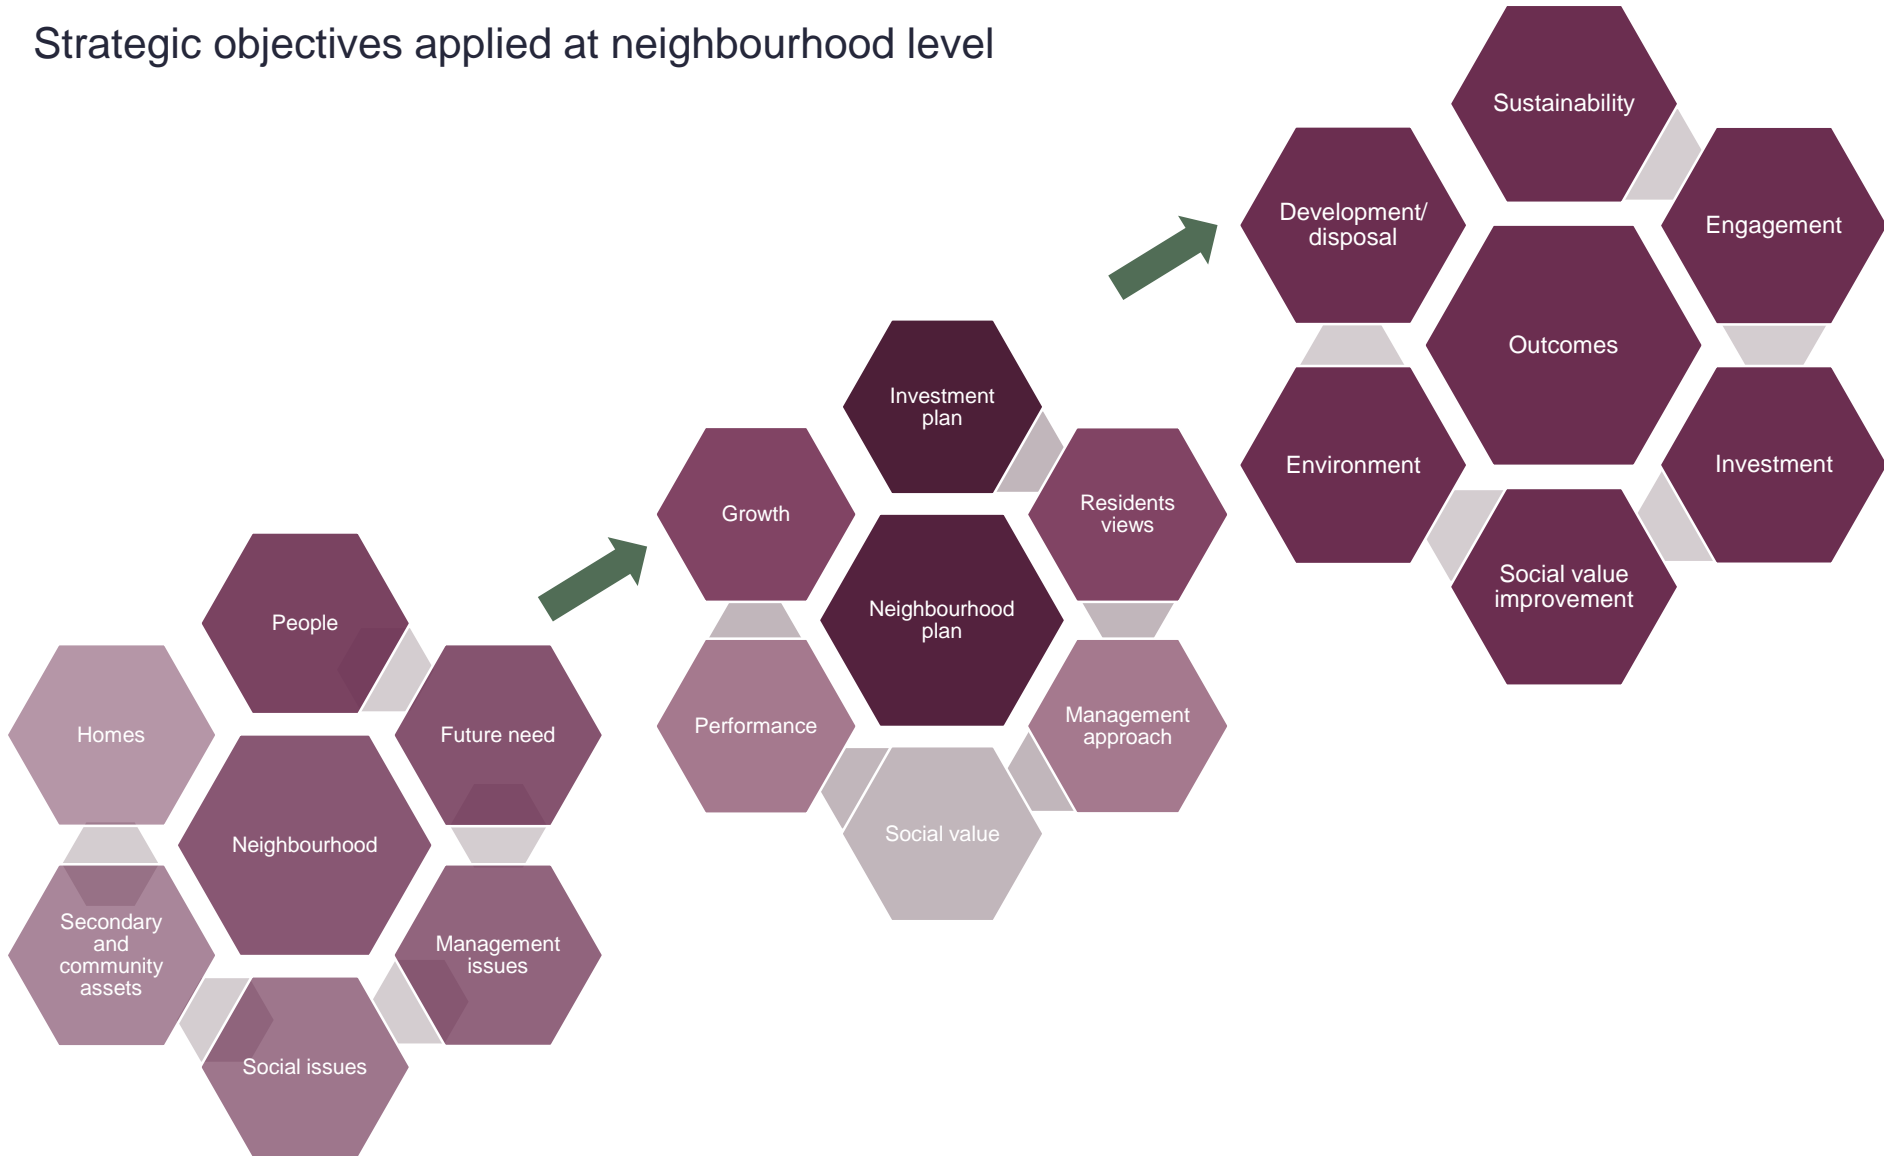 Strategic objectives applied at neighbourhood level
People
Homes
Future need
Neighbourhood
Secondary
and
community
assets
Management
issues
Social issues
Investment
plan
Growth
Residents
views
Neighbourhood
plan
Performance
Management
approach
Social value
Sustainability
Development/
disposal
Engagement
Outcomes
Environment
Investment
Social value
improvement